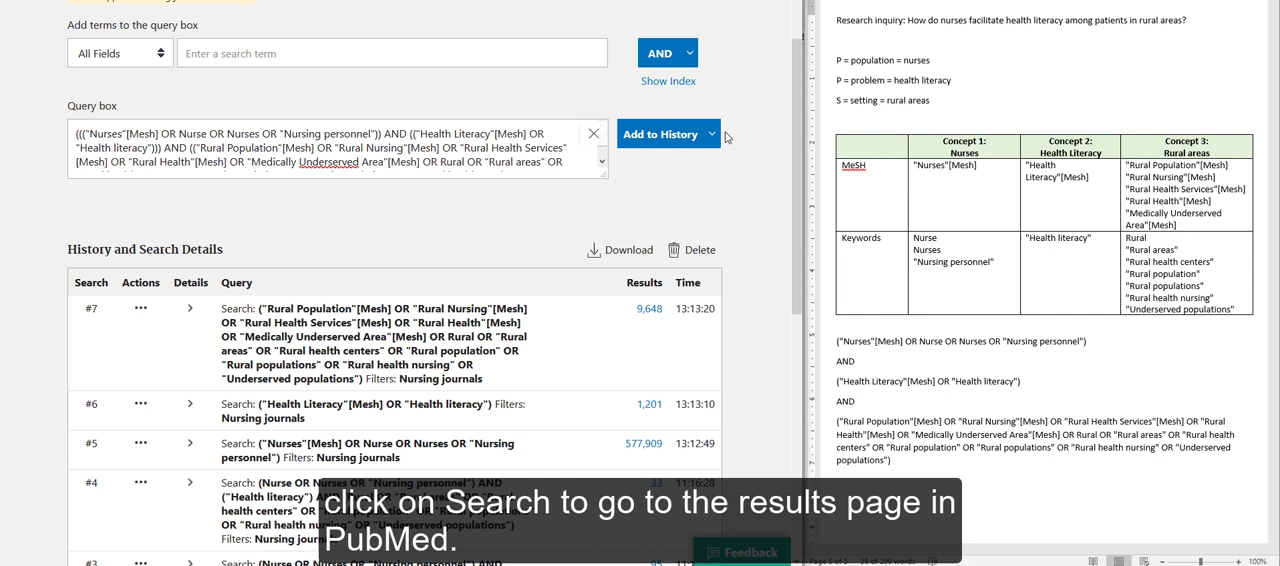 Add terms to the query box
All Fields
Enter a search term
AND
Show Index
Query box
((("Nurses"[Mesh] OR Nurse OR Nurses OR "Nursing personnel")) AND (("Health Literacy"[Mesh] OR
"Health literacy"))) AND (("Rural Population"[Mesh] OR "Rural Nursing"[Mesh] OR "Rural Health Services"
[Mesh] OR "Rural Health"[Mesh] OR "Medically Underserved Area"[Mesh] OR Rural OR "Rural areas" OR
Add to History
History and Search Details
Download
Delete
Search Actions Details Query Results Time
#7 Search: ("Rural Population"[Mesh] OR "Rural Nursing"[Mesh] 9,648 13:13:20
OR "Rural Health Services"[Mesh] OR "Rural Health"[Mesh]
OR "Medically Underserved Area"[Mesh] OR Rural OR "Rural
areas" OR "Rural health centers" OR "Rural population" OR
"Rural populations" OR "Rural health nursing" OR
"Underserved populations") Filters: Nursing journals
#6 Search: ("Health Literacy"[Mesh] OR "Health literacy") Filters: 1,201 13:13:10
Nursing journals
#5 Search: ("Nurses"[Mesh] OR Nurse OR Nurses OR "Nursing 577,909 13:12:49
personnel") Filters: Nursing journals
#4 Search: (Nurse OR Nurses OR "Nursing personnel") AND 33 11:16:28
("Health literacy")
health centers" OR
OR "Rural health
Filters: Nursing
#3 Search: (Nurse OR Nurses OR "Nursing personnel") AND 95
click on Search to go to the results page in
PubMed.
Feedback
Research inquiry: How do nurses facilitate health literacy among patients in rural areas?
P = population = nurses
P = problem = health literacy
S = setting = rural areas
Concept 1: Concept 2: Concept 3:
Nurses Health Literacy Rural areas
MeSH "Nurses"[Mesh] "Health "Rural Population"[Mesh]
Literacy"[Mesh] "Rural Nursing"[Mesh]
"Rural Health Services"[Mesh]
"Rural Health"[Mesh]
"Medically Underserved
Area"[Mesh]
Keywords Nurse "Health literacy" Rural
Nurses "Rural areas"
"Nursing personnel" "Rural health centers"
"Rural population"
"Rural populations"
"Rural health nursing"
"Underserved populations"
("Nurses"[Mesh] OR Nurse OR Nurses OR "Nursing personnel")
AND
("Health Literacy"[Mesh] OR "Health literacy")
AND
("Rural Population"[Mesh] OR "Rural Nursing"[Mesh] OR "Rural Health Services"[Mesh] OR "Rural
Health"[Mesh] OR "Medically Underserved Area"[Mesh] OR Rural OR "Rural areas" OR "Rural health
centers" OR "Rural population" OR "Rural populations" OR "Rural health nursing" OR "Underserved
populations")
100%